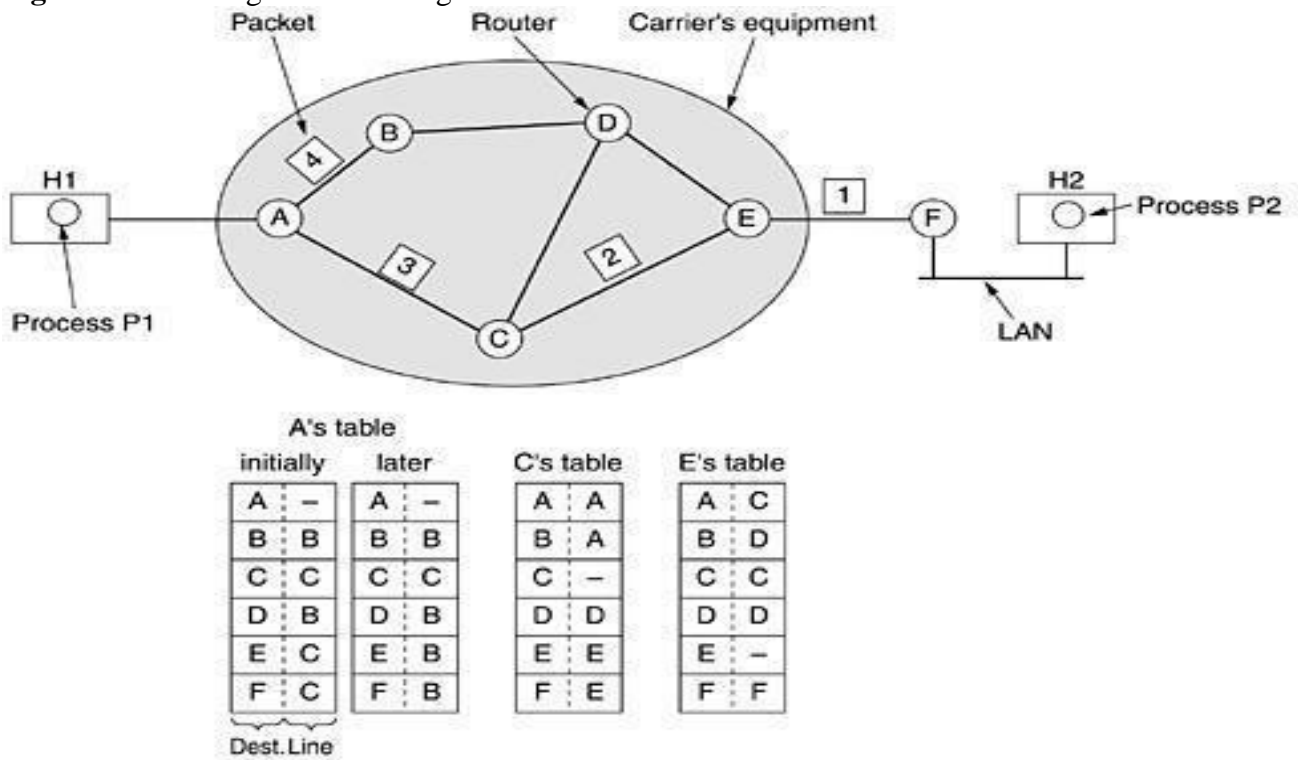 Packet Router Carrier's equipment
B D
4
H1 1 H2
A E F Process P2
3 2
Process P1 C LAN
A's table
initially later C's table E's table
A – A – A A A C
B B B B B A B D
C C C C C – C C
D B D B D D D D
E C E B E E E –
F C F B F E F F
Dest. Line